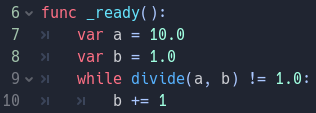 6 func _ready():
7 var a = 10.0
8 var b = 1.0
9 while divide(a, b) != 1.0:
10 b += 1